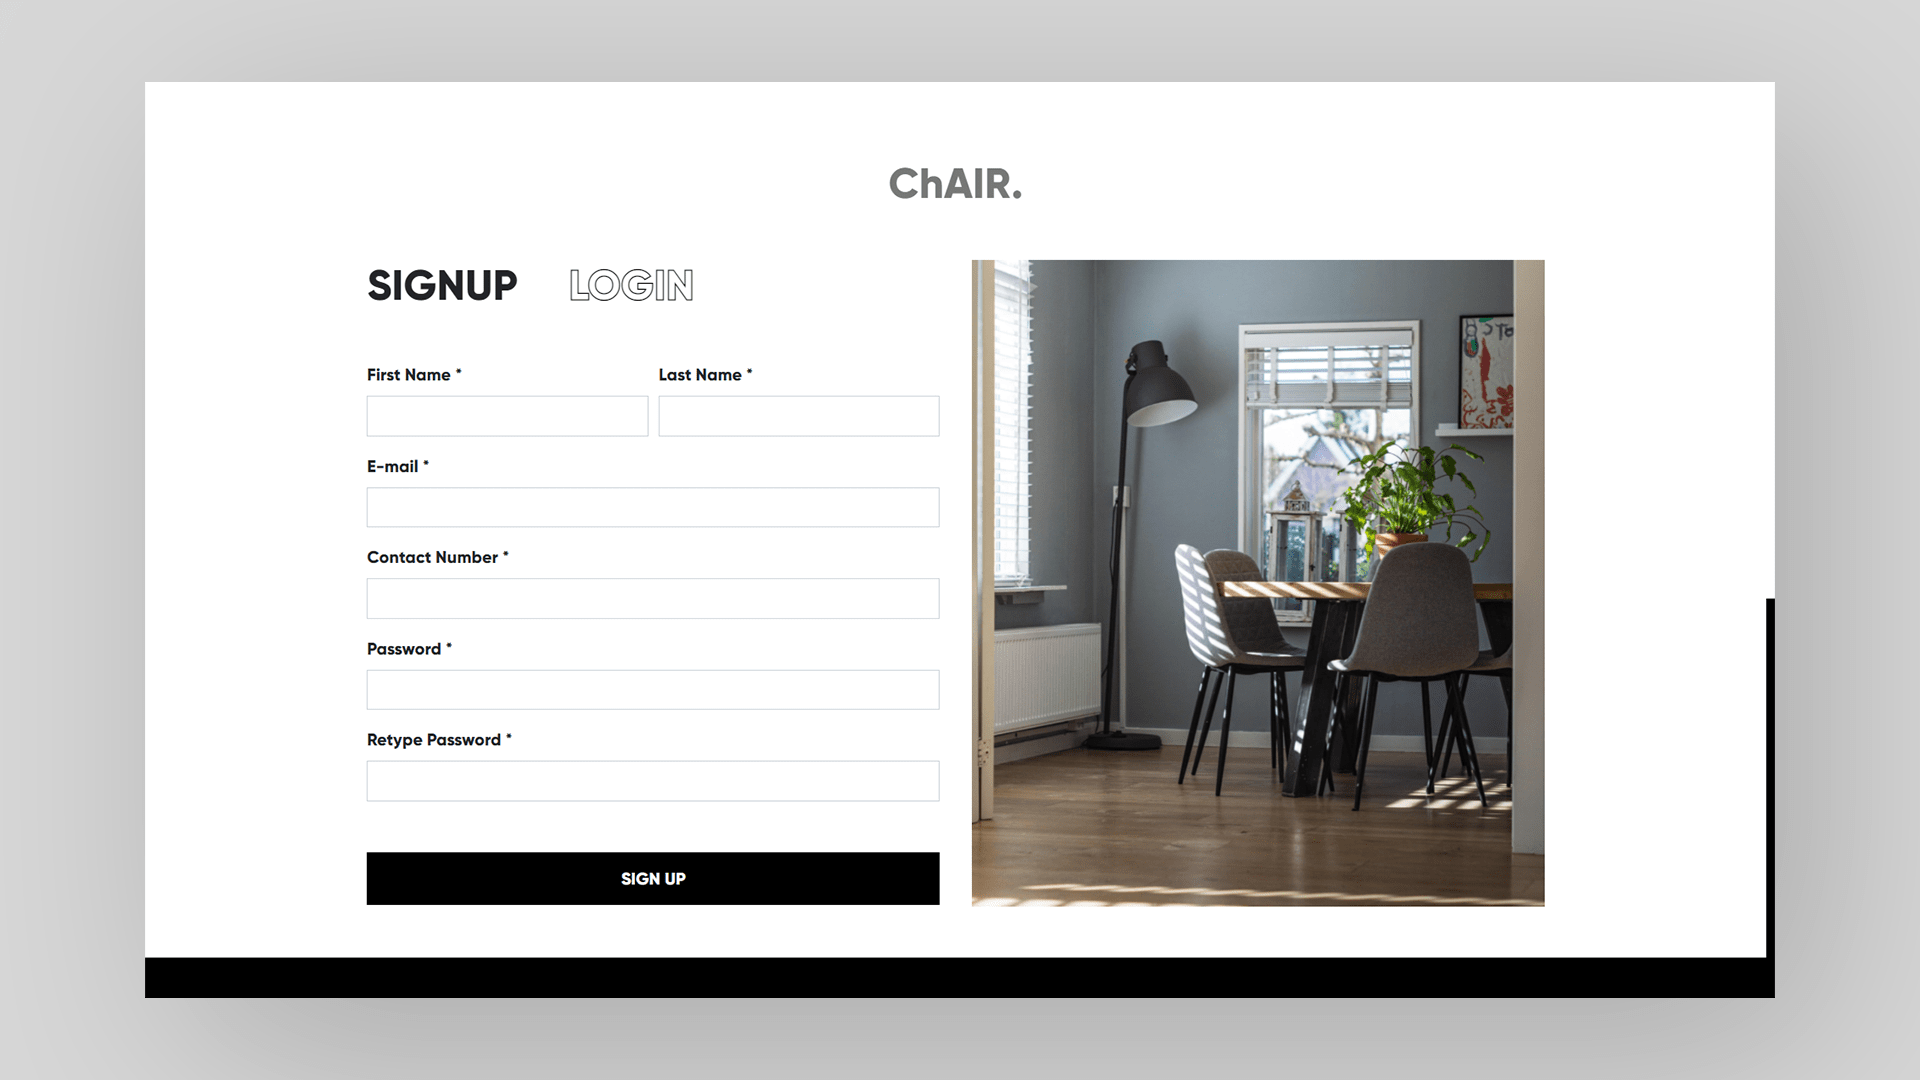 ChAIR.
SIGNUP LOGIN
First Name * Last Name *
E-mail *
Contact Number *
Password *
Retype Password *
SIGN UP